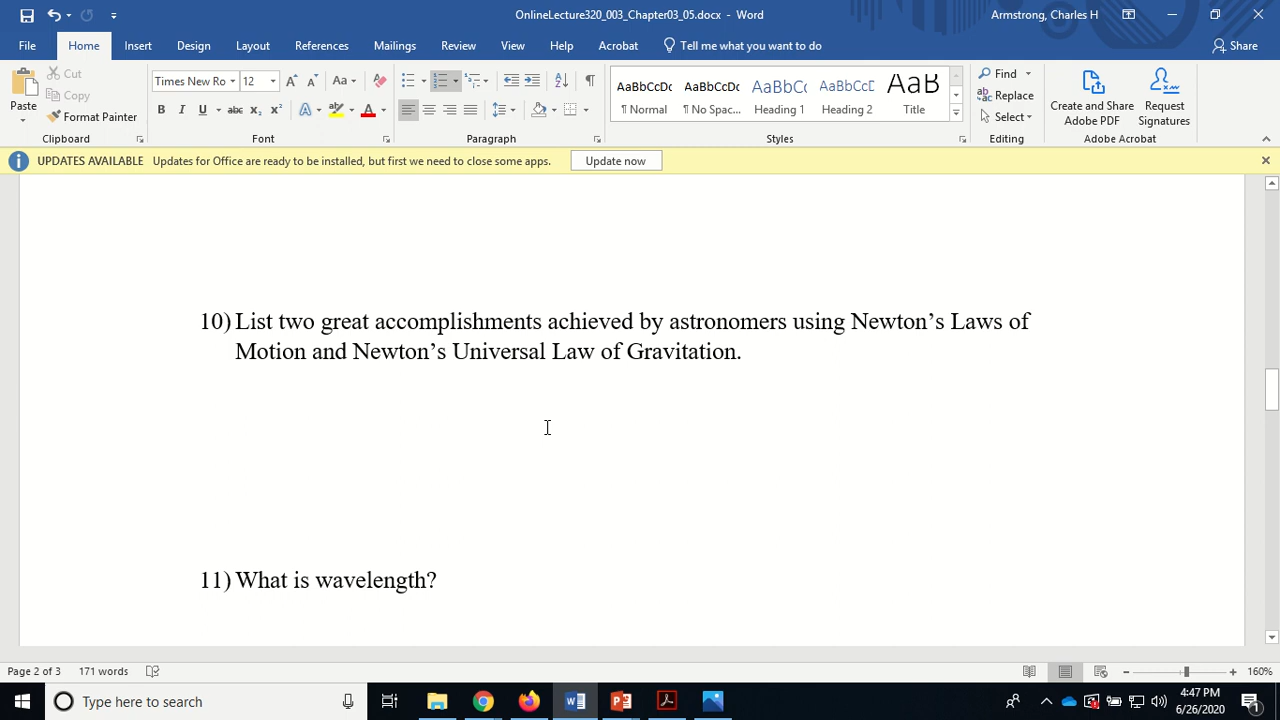 OnlineLecture320_003_Chapter03_05.docx - Word
Armstrong, Charles H
File Home Insert Design Layout References Mailings Review View Help Acrobat Tell me what you want to do Share
Paste
Cut
Copy
Format Painter
Times New Ro 12 Aa
B I U abc x₂ x² A A
AaBbCcDc AaBbCcDc AaBbCc AaBbCcD AaB
¶ Normal ¶ No Spac... Heading 1 Heading 2 Title
Find
Replace
Select
Create and Share Adobe PDF
Request Signatures
Clipboard Font Paragraph Styles Editing Adobe Acrobat
UPDATES AVAILABLE Updates for Office are ready to be installed, but first we need to close some apps. Update now
10) List two great accomplishments achieved by astronomers using Newton’s Laws of
Motion and Newton’s Universal Law of Gravitation.
11) What is wavelength?
Page 2 of 3 171 words 160%
Type here to search
4:47 PM
6/26/2020
1